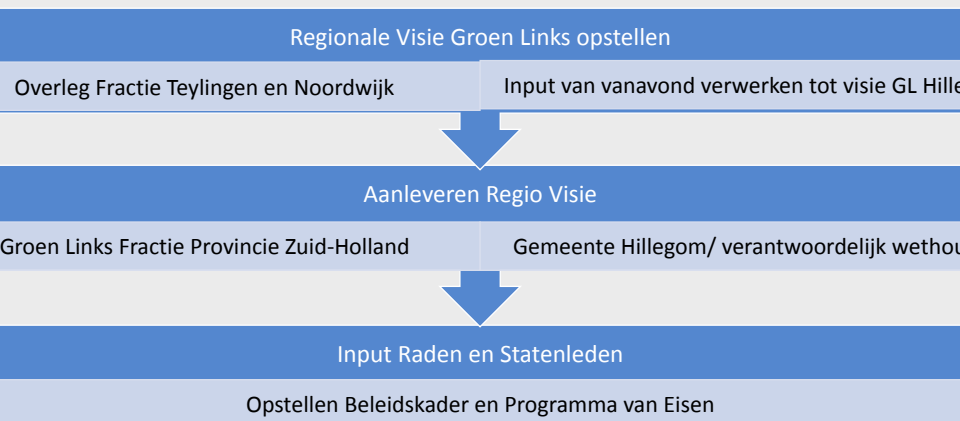 Regionale Visie Groen Links opstellen
Overleg Fractie Teylingen en Noordwijk
Input van vanavond verwerken tot visie GL Hille
Aanleveren Regio Visie
Groen Links Fractie Provincie Zuid-Holland
Gemeente Hillegom/ verantwoordelijk wethou
Input Raden en Statenleden
Opstellen Beleidskader en Programma van Eisen